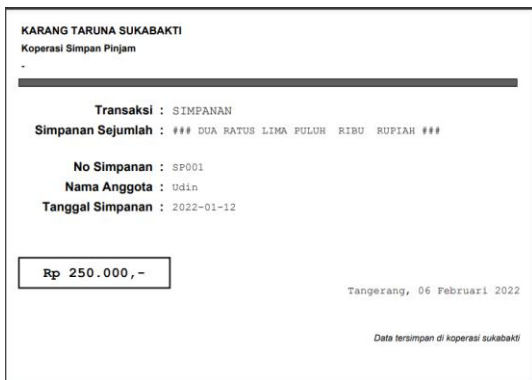 KARANG TARUNA SUKABAKTI
Koperasi Simpan Pinjam
-
Transaksi : SIMPANAN
Simpanan Sejumlah : ### DUA RATUS LIMA PULUH RIBU RUPIAH ###
No Simpanan : SP001
Nama Anggota : Udin
Tanggal Simpanan : 2022-01-12
Rp 250.000,-
Tangerang, 06 Februari 2022
Data tersimpan di koperasi sukabakti